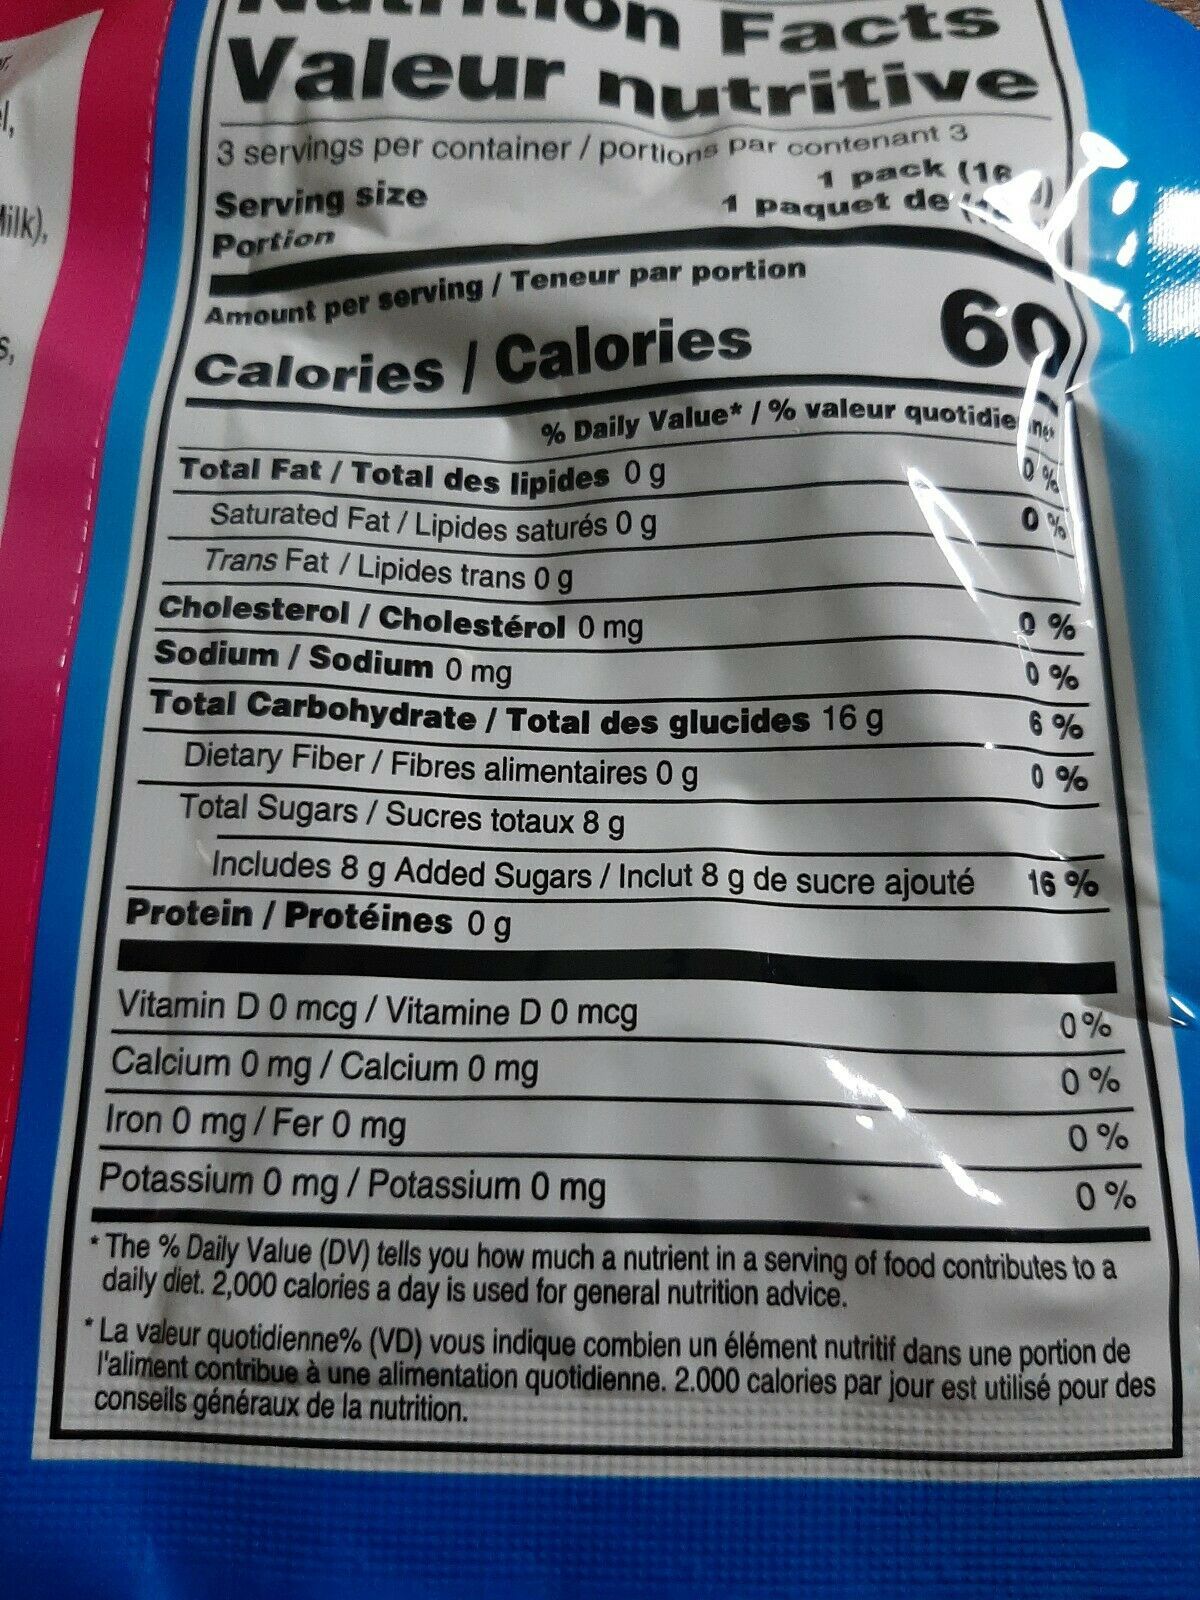 Nutrition Facts
Valeur nutritive
3 servings per container / portions par contenant 3
Serving size 1 pack (16
Portion 1 paquet de
Amount per serving / Teneur par portion
Calories / Calories 60
% Daily Value* / % valeur quotidienne*
Total Fat / Total des lipides 0 g 0 %
Saturated Fat / Lipides saturés 0 g 0 %
Trans Fat / Lipides trans 0 g
Cholesterol / Cholestérol 0 mg 0 %
Sodium / Sodium 0 mg 0 %
Total Carbohydrate / Total des glucides 16 g 6 %
Dietary Fiber / Fibres alimentaires 0 g 0 %
Total Sugars / Sucres totaux 8 g
Includes 8 g Added Sugars / Inclut 8 g de sucre ajouté 16 %
Protein / Protéines 0 g
Vitamin D 0 mcg / Vitamine D 0 mcg 0%
Calcium 0 mg / Calcium 0 mg 0 %
Iron 0 mg / Fer 0 mg 0 %
Potassium 0 mg / Potassium 0 mg 0 %
* The % Daily Value (DV) tells you how much a nutrient in a serving of food contributes to a
daily diet. 2,000 calories a day is used for general nutrition advice.
* La valeur quotidienne% (VD) vous indique combien un élément nutritif dans une portion de
l'aliment contribue à une alimentation quotidienne. 2.000 calories par jour est utilisé pour des
conseils généraux de la nutrition.